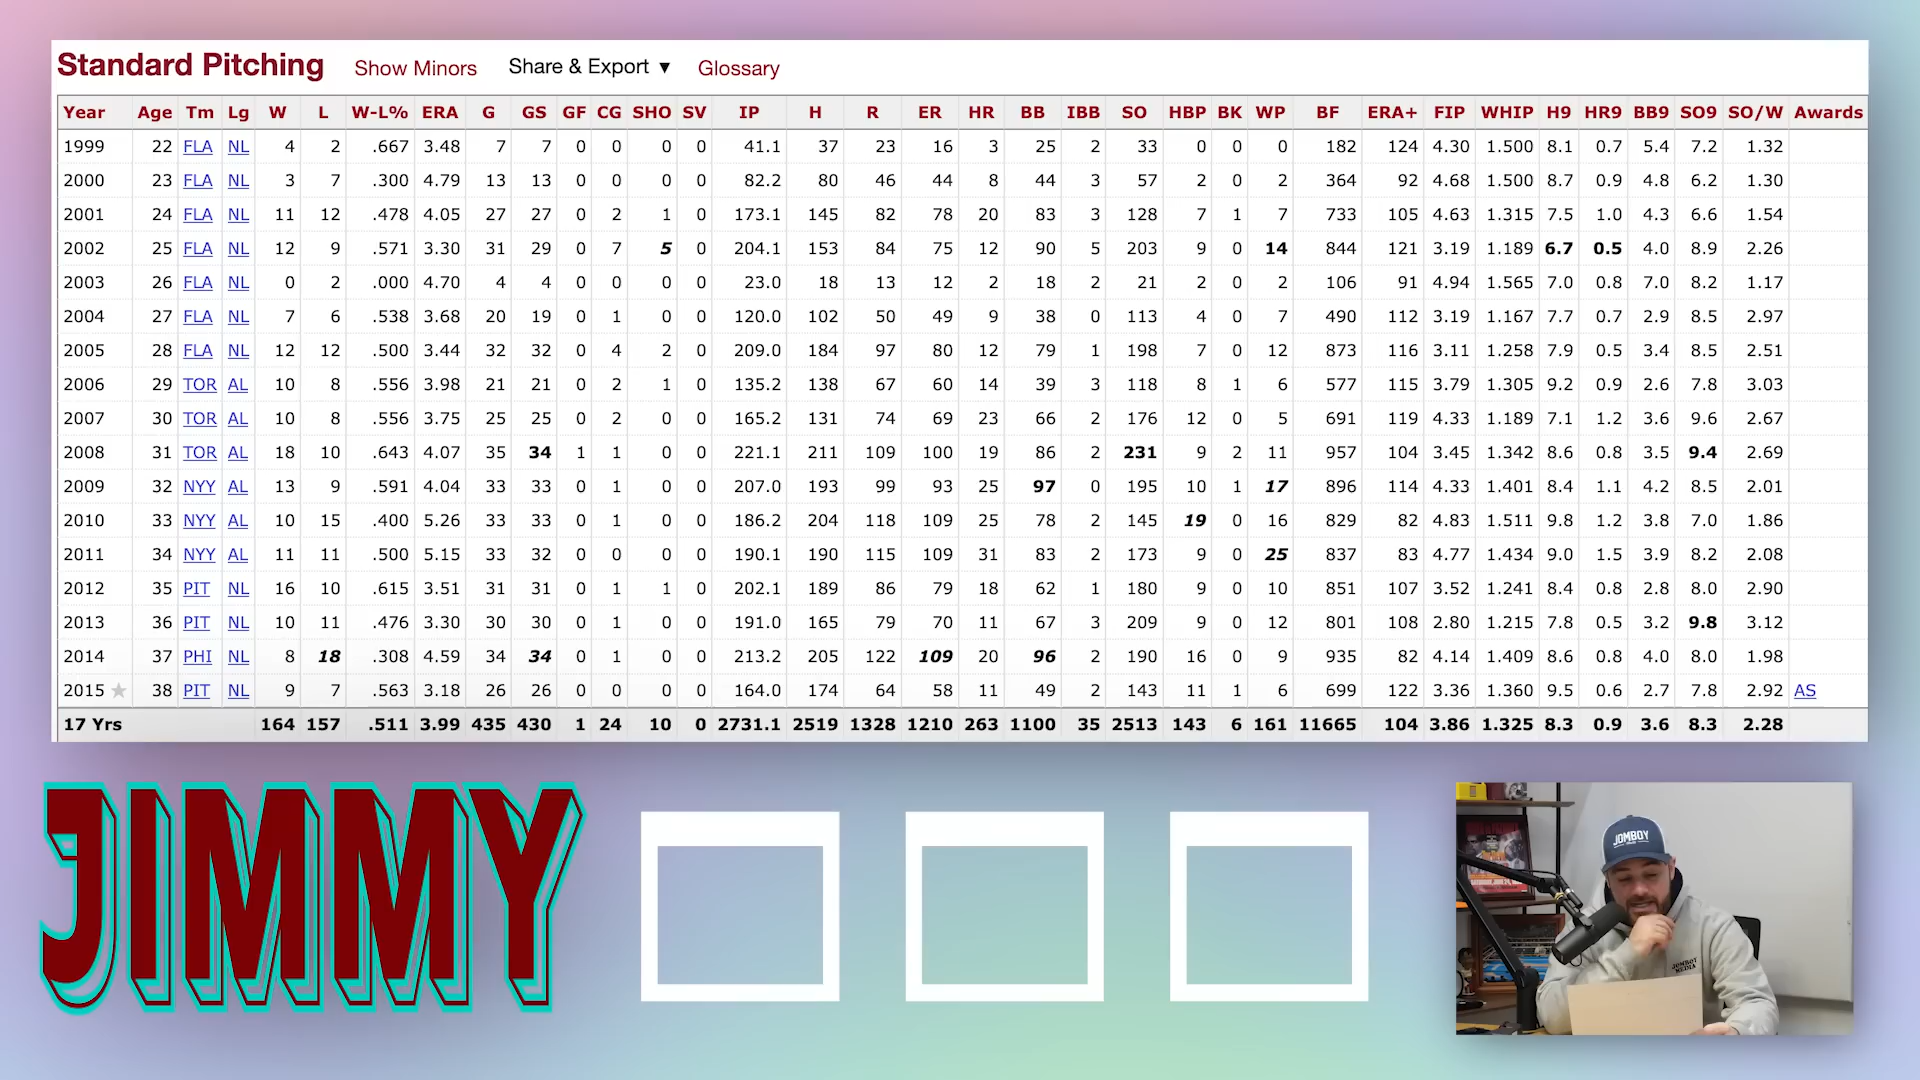 Standard Pitching Show Minors Share & Export ▼ Glossary
Year Age Tm Lg W L W-L% ERA G GS GF CG SHO SV IP H R ER HR BB IBB SO HBP BK WP BF ERA+ FIP WHIP H9 HR9 BB9 SO9 SO/W Awards
1999 22 FLA NL 4 2 .667 3.48 7 7 0 0 0 0 41.1 37 23 16 3 25 2 33 0 0 0 182 124 4.30 1.500 8.1 0.7 5.4 7.2 1.32
2000 23 FLA NL 3 7 .300 4.79 13 13 0 0 0 0 82.2 80 46 44 8 44 3 57 2 0 2 364 92 4.68 1.500 8.7 0.9 4.8 6.2 1.30
2001 24 FLA NL 11 12 .478 4.05 27 27 0 2 1 0 173.1 145 82 78 20 83 3 128 7 1 7 733 105 4.63 1.315 7.5 1.0 4.3 6.6 1.54
2002 25 FLA NL 12 9 .571 3.30 31 29 0 7 5 0 204.1 153 84 75 12 90 5 203 9 0 14 844 121 3.19 1.189 6.7 0.5 4.0 8.9 2.26
2003 26 FLA NL 0 2 .000 4.70 4 4 0 0 0 0 23.0 18 13 12 2 18 2 21 2 0 2 106 91 4.94 1.565 7.0 0.8 7.0 8.2 1.17
2004 27 FLA NL 7 6 .538 3.68 20 19 0 1 0 0 120.0 102 50 49 9 38 0 113 4 0 7 490 112 3.19 1.167 7.7 0.7 2.9 8.5 2.97
2005 28 FLA NL 12 12 .500 3.44 32 32 0 4 2 0 209.0 184 97 80 12 79 1 198 7 0 12 873 116 3.11 1.258 7.9 0.5 3.4 8.5 2.51
2006 29 TOR AL 10 8 .556 3.98 21 21 0 2 1 0 135.2 138 67 60 14 39 3 118 8 1 6 577 115 3.79 1.305 9.2 0.9 2.6 7.8 3.03
2007 30 TOR AL 10 8 .556 3.75 25 25 0 2 0 0 165.2 131 74 69 23 66 2 176 12 0 5 691 119 4.33 1.189 7.1 1.2 3.6 9.6 2.67
2008 31 TOR AL 18 10 .643 4.07 35 34 1 1 0 0 221.1 211 109 100 19 86 2 231 9 2 11 957 104 3.45 1.342 8.6 0.8 3.5 9.4 2.69
2009 32 NYY AL 13 9 .591 4.04 33 33 0 1 0 0 207.0 193 99 93 25 97 0 195 10 1 17 896 114 4.33 1.401 8.4 1.1 4.2 8.5 2.01
2010 33 NYY AL 10 15 .400 5.26 33 33 0 1 0 0 186.2 204 118 109 25 78 2 145 19 0 16 829 82 4.83 1.511 9.8 1.2 3.8 7.0 1.86
2011 34 NYY AL 11 11 .500 5.15 33 32 0 0 0 0 190.1 190 115 109 31 83 2 173 9 0 25 837 83 4.77 1.434 9.0 1.5 3.9 8.2 2.08
2012 35 PIT NL 16 10 .615 3.51 31 31 0 1 1 0 202.1 189 86 79 18 62 1 180 9 0 10 851 107 3.52 1.241 8.4 0.8 2.8 8.0 2.90
2013 36 PIT NL 10 11 .476 3.30 30 30 0 1 0 0 191.0 165 79 70 11 67 3 209 9 0 12 801 108 2.80 1.215 7.8 0.5 3.2 9.8 3.12
2014 37 PHI NL 8 18 .308 4.59 34 34 0 1 0 0 213.2 205 122 109 20 96 2 190 16 0 9 935 82 4.14 1.409 8.6 0.8 4.0 8.0 1.98
2015 ★ 38 PIT NL 9 7 .563 3.18 26 26 0 0 0 0 164.0 174 64 58 11 49 2 143 11 1 6 699 122 3.36 1.360 9.5 0.6 2.7 7.8 2.92 AS
17 Yrs 164 157 .511 3.99 435 430 1 24 10 0 2731.1 2519 1328 1210 263 1100 35 2513 143 6 161 11665 104 3.86 1.325 8.3 0.9 3.6 8.3 2.28
JIMMY
JOMBOY
JOMBOY
MEDIA